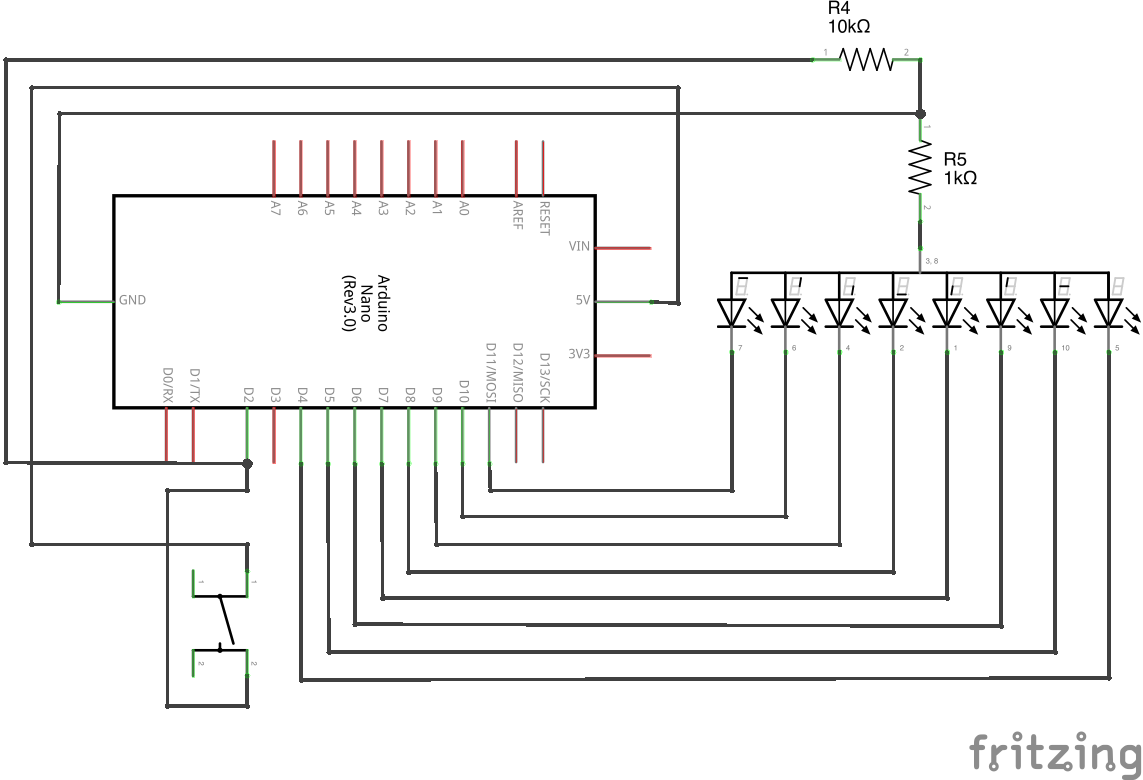 R4
10kΩ
1
2
1
R5
1kΩ
2
A7
A6
A5
A4
A3
A2
A1
A0
AREF
RESET
VIN
3, 8
GND
Arduino
Nano
(Rev3.0)
5V
3V3
7
6
4
2
1
9
10
5
D0/RX
D1/TX
D2
D3
D4
D5
D6
D7
D8
D9
D10
D11/MOSI
D12/MISO
D13/SCK
1
1
2
2
fritzing